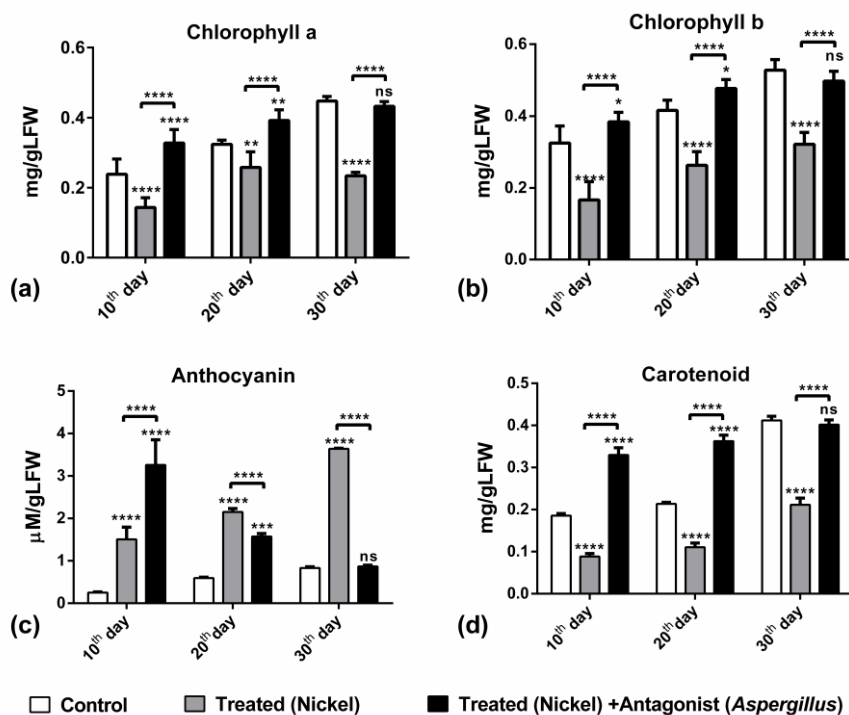 Chlorophyll a
mg/gLFW
0.6
0.4
0.2
0.0
****
****
****
****
**
**
****
****
ns
10th day
20th day
30th day
(a)
Chlorophyll b
mg/gLFW
0.6
0.4
0.2
0.0
****
****
*
****
****
*
****
****
ns
10th day
20th day
30th day
(b)
Anthocyanin
µM/gLFW
5
4
3
2
1
0
****
****
****
****
****
***
****
****
ns
10th day
20th day
30th day
(c)
Carotenoid
mg/gLFW
0.5
0.4
0.3
0.2
0.1
0.0
****
****
****
****
****
****
****
****
ns
10th day
20th day
30th day
(d)
Control
Treated (Nickel)
Treated (Nickel) +Antagonist (Aspergillus)